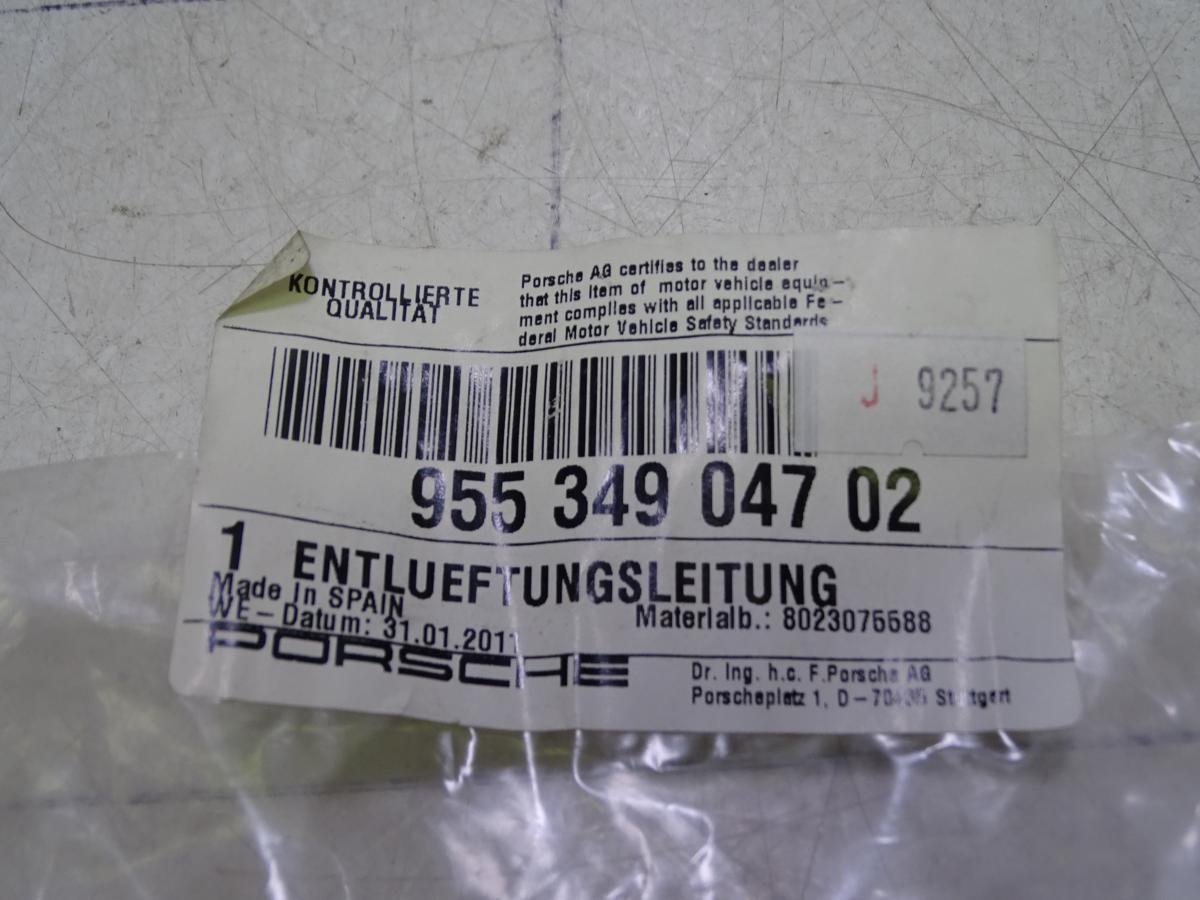 KONTROLLIERTE
QUALITÄT
Porsche AG certifies to the dealer
that this item of motor vehicle equip-
ment complies with all applicable Fe-
deral Motor Vehicle Safety Standards
J 9257
955 349 047 02
1 ENTLUEFTUNGSLEITUNG
Made in SPAIN
WE-Datum: 31.01.2011
Materialb.: 8023075588
PORSCHE
Dr. Ing. h.c. F.Porsche AG
Porscheplatz 1, D-70435 Stuttgart